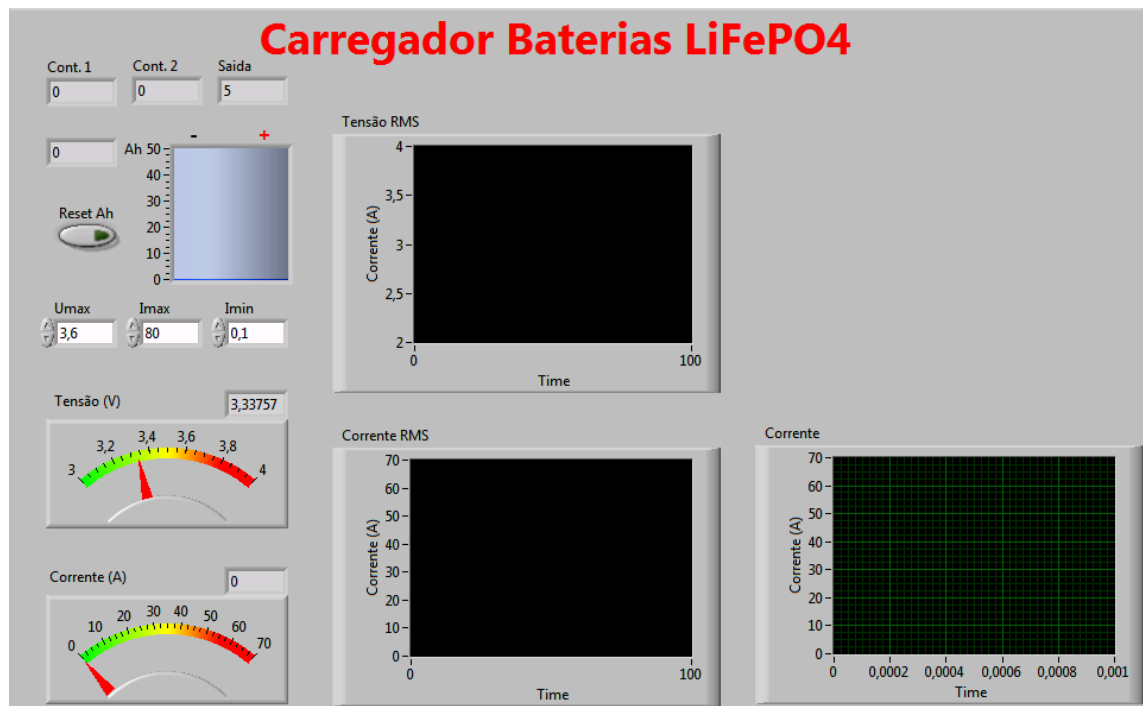 Carregador Baterias LiFePO4
Cont. 1 Cont. 2 Saida
0 0 5
- +
0
Ah 50
40
30
20
10
0
Reset Ah
Umax Imax Imin
3,6 80 0,1
Tensão (V) 3,33757
3 3,2 3,4 3,6 3,8 4
Corrente (A) 0
0 10 20 30 40 50 60 70
Tensão RMS
4
3,5
3
2,5
2
Corrente (A)
0 100
Time
Corrente RMS
70
60
50
40
30
20
10
0
Corrente (A)
0 100
Time
Corrente
70
60
50
40
30
20
10
0
Corrente (A)
0 0,0002 0,0004 0,0006 0,0008 0,001
Time